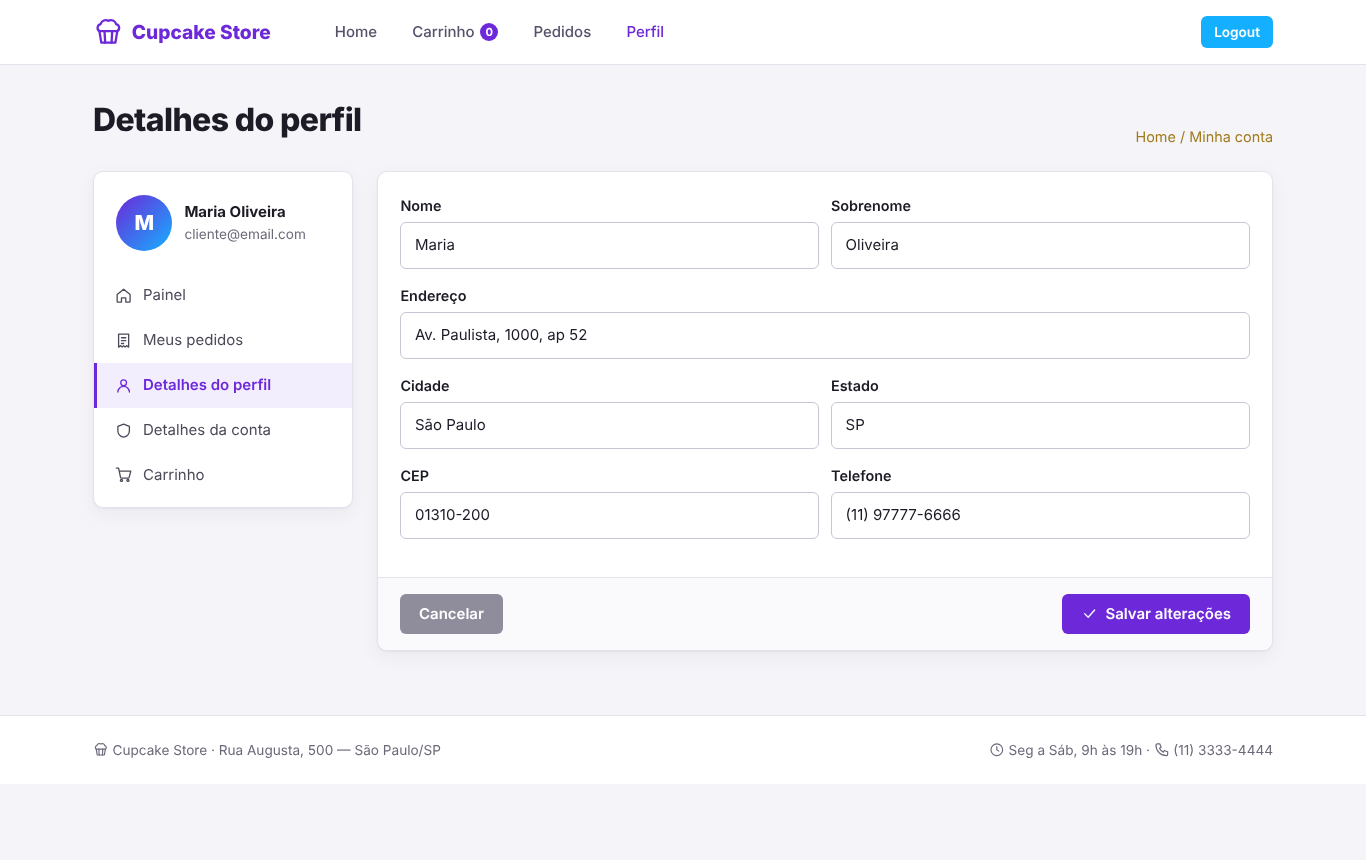 Cupcake Store
Home
Carrinho 0
Pedidos
Perfil
Logout
Detalhes do perfil
Home / Minha conta
M
Maria Oliveira
cliente@email.com
Painel
Meus pedidos
Detalhes do perfil
Detalhes da conta
Carrinho
Nome
Maria
Sobrenome
Oliveira
Endereço
Av. Paulista, 1000, ap 52
Cidade
São Paulo
Estado
SP
CEP
01310-200
Telefone
(11) 97777-6666
Cancelar
Salvar alterações
Cupcake Store · Rua Augusta, 500 — São Paulo/SP
Seg a Sáb, 9h às 19h · (11) 3333-4444